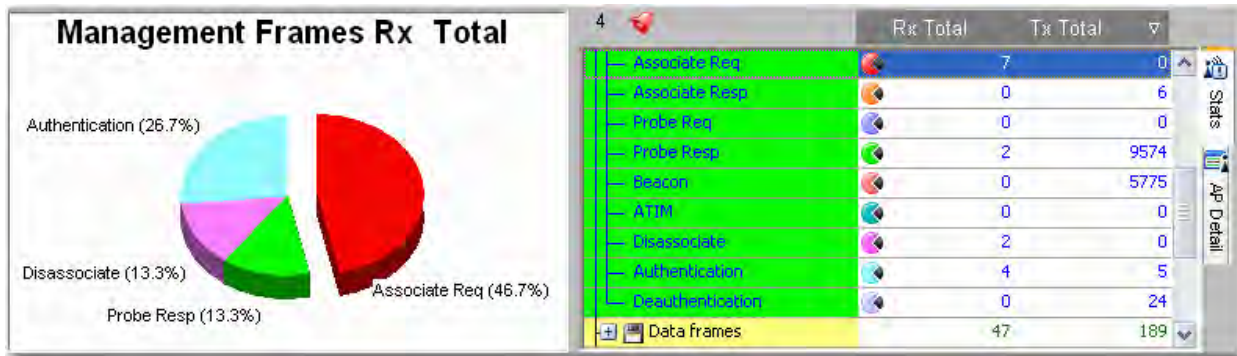 Management Frames Rx Total
Authentication (26.7%)
Disassociate (13.3%)
Probe Resp (13.3%)
Associate Req (46.7%)
4 Rx Total Tx Total
Associate Req 7 0
Associate Resp 0 6
Probe Req 0 0
Probe Resp 2 9574
Beacon 0 5775
ATIM 0 0
Disassociate 2 0
Authentication 4 5
Deauthentication 0 24
Data frames 47 189
Stats
AP Detail